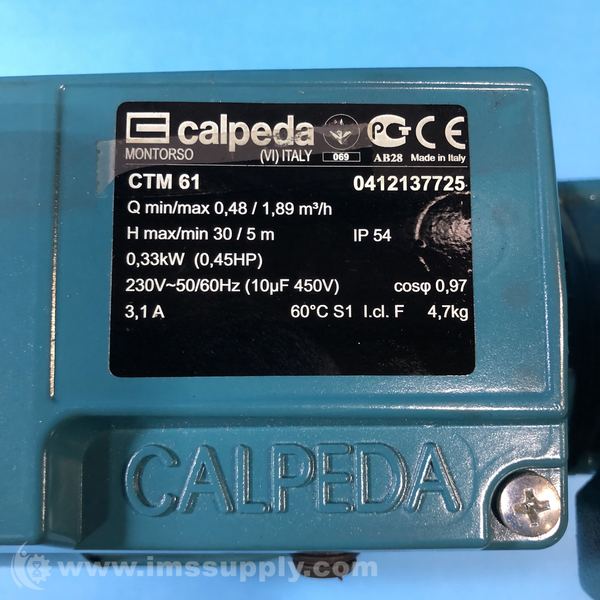 calpeda
MONTORSO (VI) ITALY 069 AB28 Made in Italy
CTM 61 0412137725
Q min/max 0,48 / 1,89 m³/h
H max/min 30 / 5 m IP 54
0,33kW (0,45HP)
230V~50/60Hz (10µF 450V) cosφ 0,97
3,1 A 60°C S1 I.cl. F 4,7kg
CALPEDA
www.imssupply.com